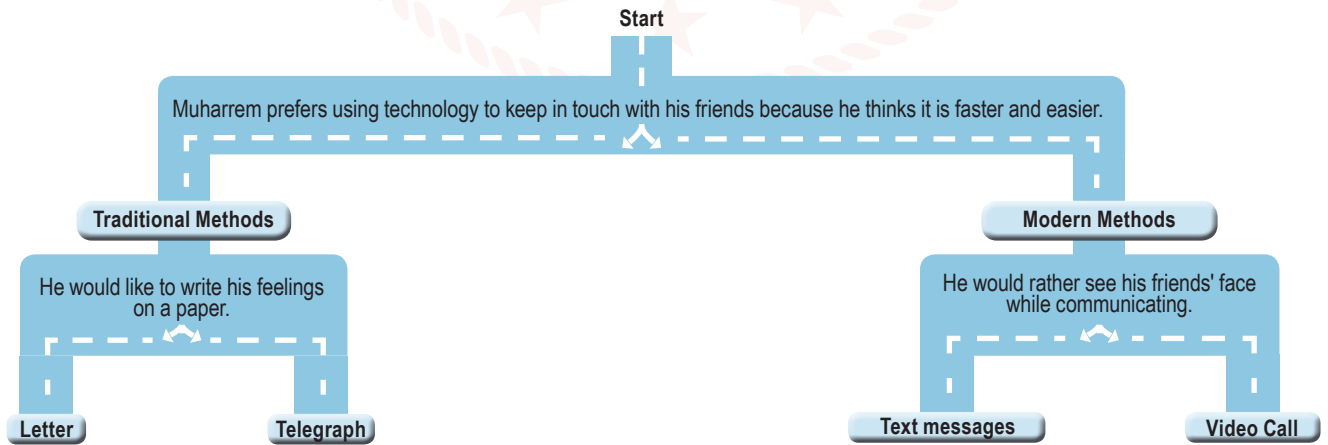 Start
Muharrem prefers using technology to keep in touch with his friends because he thinks it is faster and easier.
Traditional Methods
Modern Methods
He would like to write his feelings
on a paper.
He would rather see his friends' face
while communicating.
Letter
Telegraph
Text messages
Video Call